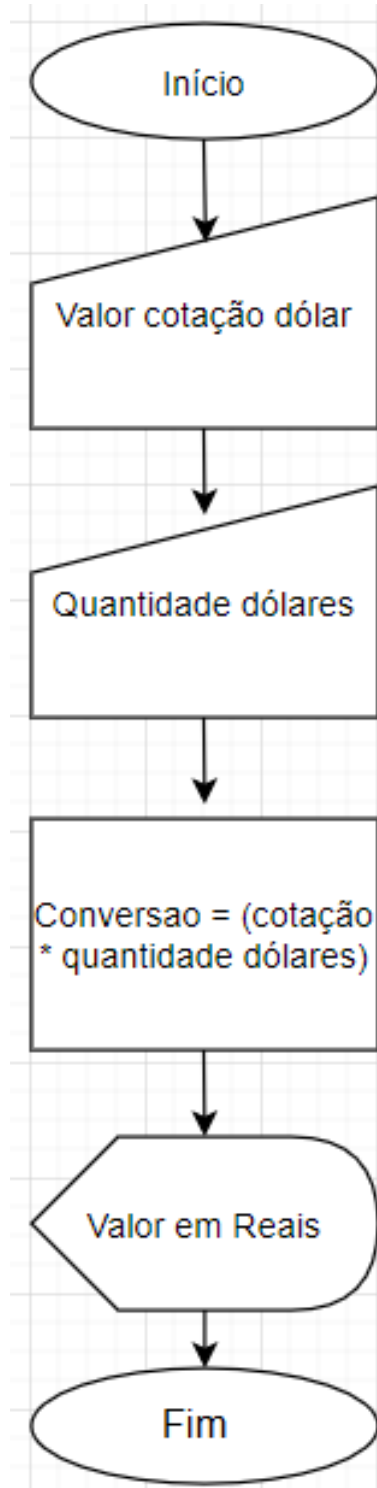 Início
Valor cotação dólar
Quantidade dólares
Conversao = (cotação
* quantidade dólares)
Valor em Reais
Fim